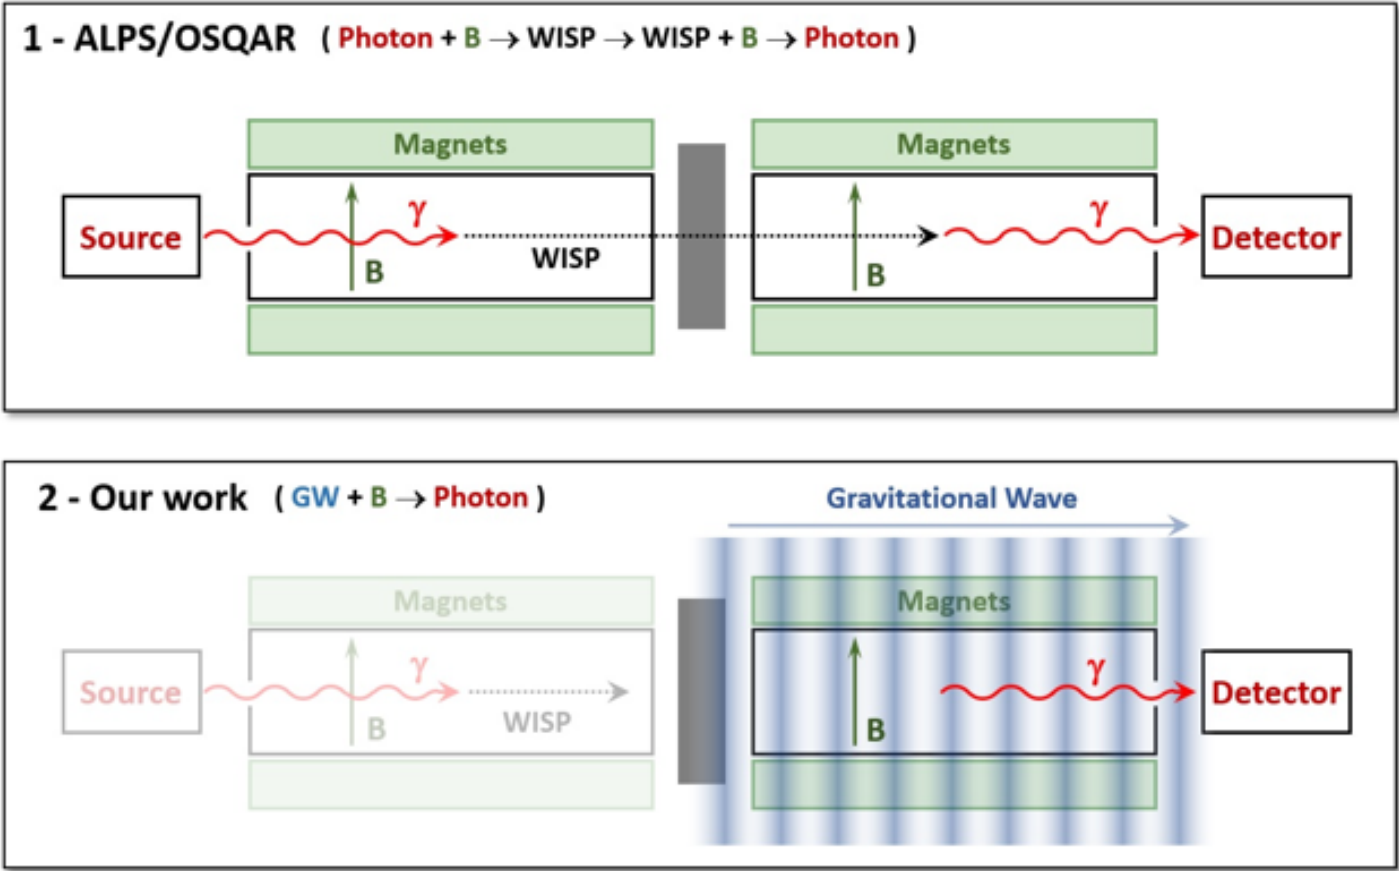 1 - ALPS/OSQAR ( Photon + B → WISP → WISP + B → Photon )
Magnets Magnets
Source γ γ Detector
WISP
B B
2 - Our work ( GW + B → Photon ) Gravitational Wave
Magnets Magnets
Source γ γ Detector
WISP
B B